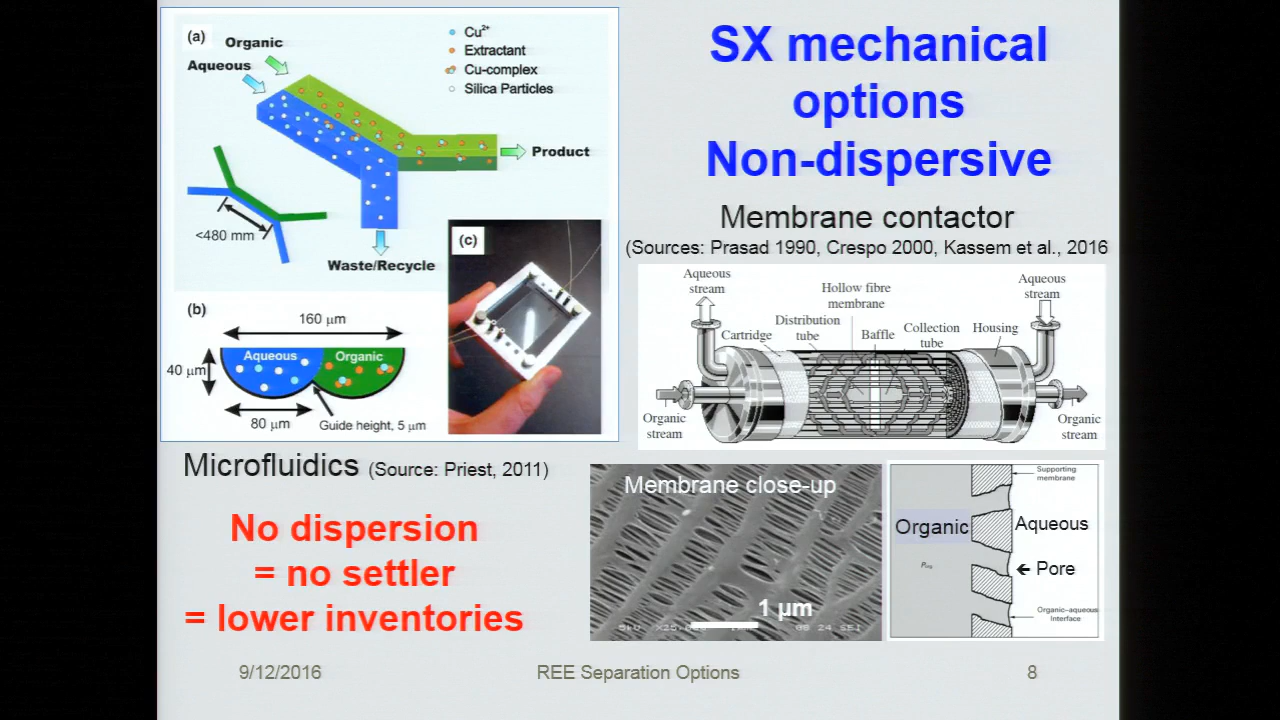 SX mechanical
options
Non-dispersive
(a)
Organic
Aqueous
Cu²⁺
Extractant
Cu-complex
Silica Particles
Product
<480 mm
Waste/Recycle
(b)
160 µm
Aqueous
Organic
40 µm
80 µm
Guide height, 5 µm
(c)
Microfluidics (Source: Priest, 2011)
No dispersion
= no settler
= lower inventories
Membrane contactor
(Sources: Prasad 1990, Crespo 2000, Kassem et al., 2016
Aqueous
stream
Hollow fibre
membrane
Aqueous
stream
Cartridge
Distribution
tube
Baffle
Collection
tube
Housing
Organic
stream
Organic
stream
Membrane close-up
1 µm
Supporting
membrane
Organic
Aqueous
← Pore
Organic-aqueous
Interface
9/12/2016
REE Separation Options
8